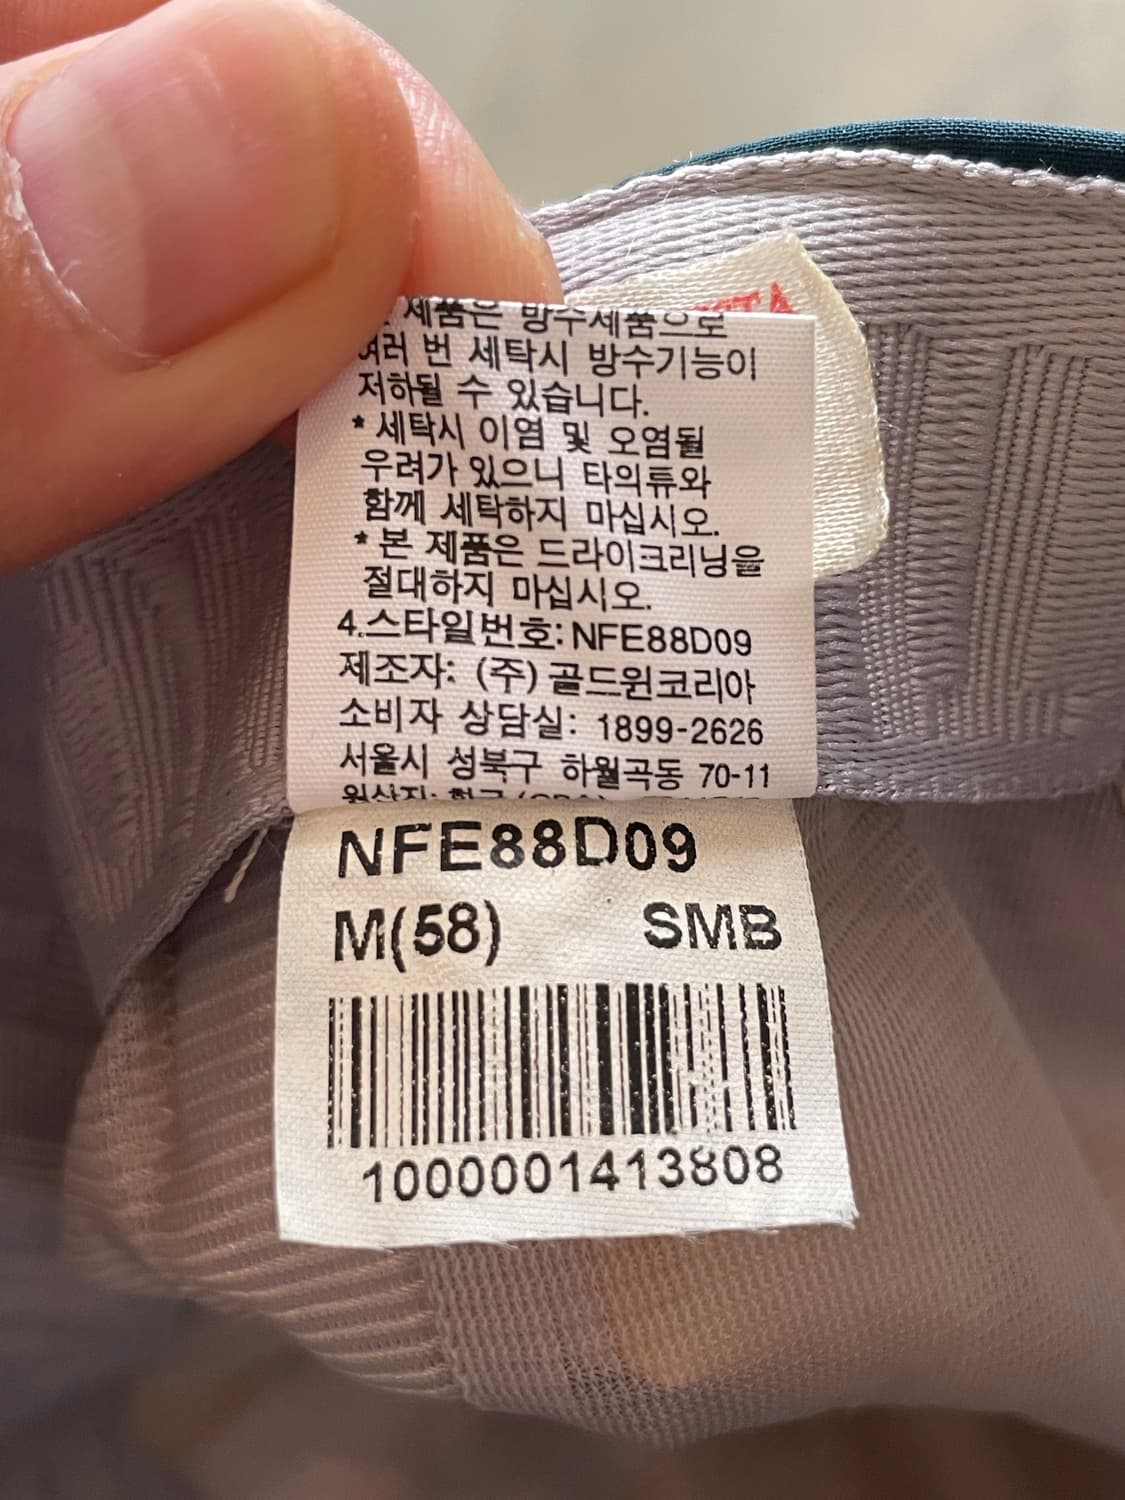 제품은 방수제품으로
여러 번 세탁시 방수기능이
저하될 수 있습니다.
* 세탁시 이염 및 오염될
우려가 있으니 타의류와
함께 세탁하지 마십시오.
* 본 제품은 드라이크리닝을
절대하지 마십시오.
4.스타일번호: NFE88D09
제조자: (주) 골드윈코리아
소비자 상담실: 1899-2626
서울시 성북구 하월곡동 70-11
NFE88D09
M(58) SMB
1000001413808